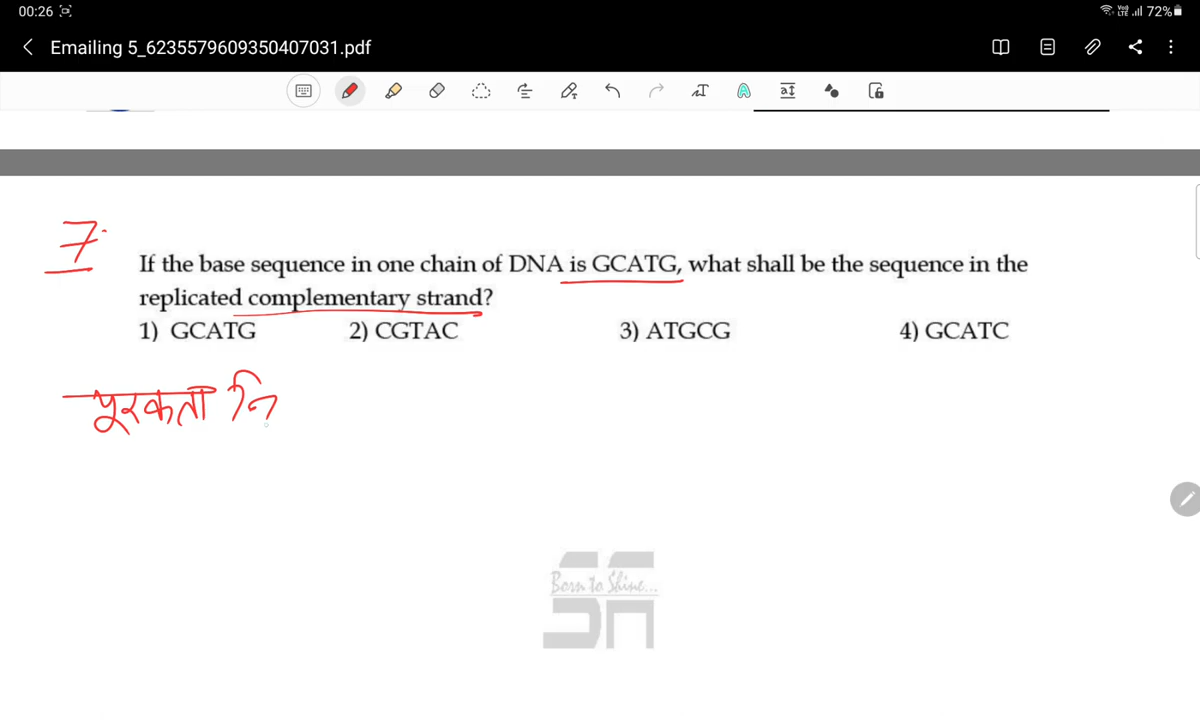 00:26
VoD LTE 72%
Emailing 5_6235579609350407031.pdf
7.
If the base sequence in one chain of DNA is GCATG, what shall be the sequence in the
replicated complementary strand?
1) GCATG 2) CGTAC 3) ATGCG 4) GCATC
पूरकता नि
Born to Shine...